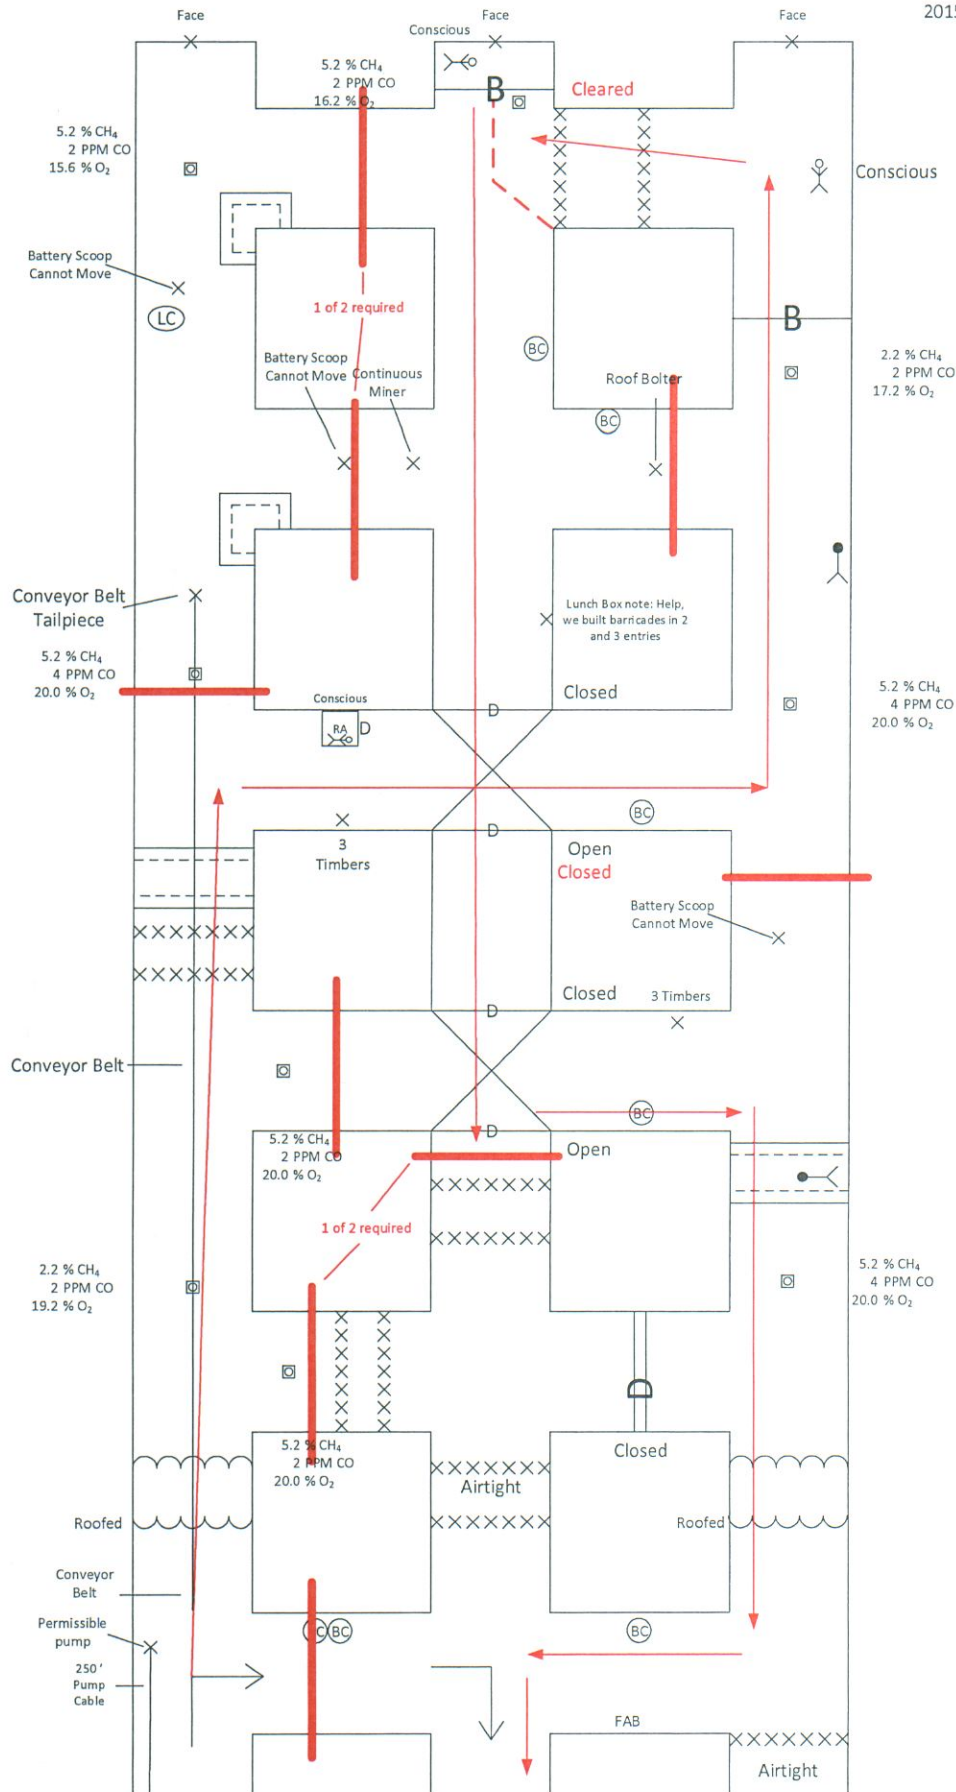 2015
Face
Face
Face
Conscious
5.2 % CH₄
2 PPM CO
16.2 % O₂
B
Cleared
5.2 % CH₄
2 PPM CO
15.6 % O₂
Conscious
Battery Scoop
Cannot Move
LC
1 of 2 required
B
BC
2.2 % CH₄
2 PPM CO
17.2 % O₂
Battery Scoop
Cannot Move
Continuous
Miner
Roof Bolter
BC
Conveyor Belt
Tailpiece
Lunch Box note: Help,
we built barricades in 2
and 3 entries
5.2 % CH₄
4 PPM CO
20.0 % O₂
5.2 % CH₄
4 PPM CO
20.0 % O₂
Conscious
Closed
D
RA
D
BC
3
Timbers
D
Open
Closed
Battery Scoop
Cannot Move
Closed
3 Timbers
D
Conveyor Belt
BC
5.2 % CH₄
2 PPM CO
20.0 % O₂
D
Open
1 of 2 required
2.2 % CH₄
2 PPM CO
19.2 % O₂
5.2 % CH₄
4 PPM CO
20.0 % O₂
D
5.2 % CH₄
2 PPM CO
20.0 % O₂
Closed
Airtight
Roofed
Roofed
Conveyor
Belt
Permissible
pump
BC
BC
250'
Pump
Cable
FAB
Airtight